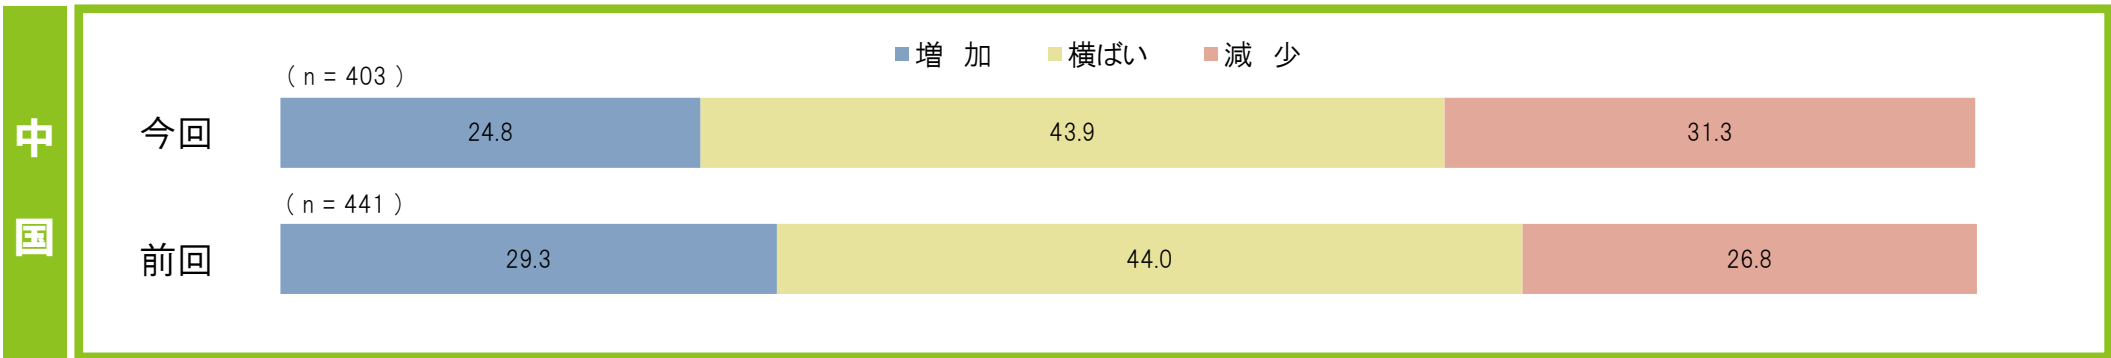 中国
増 加 横ばい 減 少
( n = 403 )
今回 24.8 43.9 31.3
( n = 441 )
前回 29.3 44.0 26.8